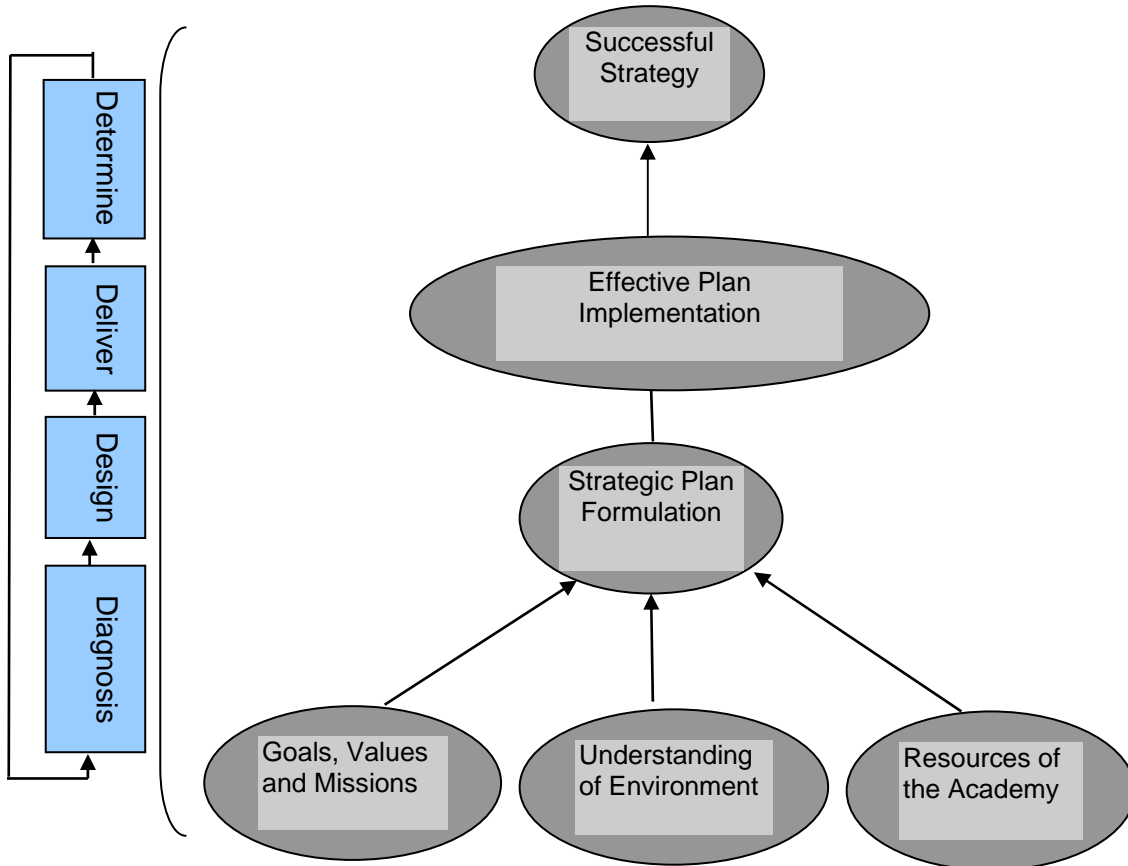 Determine
Deliver
Design
Diagnosis
Successful
Strategy
Effective Plan
Implementation
Strategic Plan
Formulation
Goals, Values
and Missions
Understanding
of Environment
Resources of
the Academy